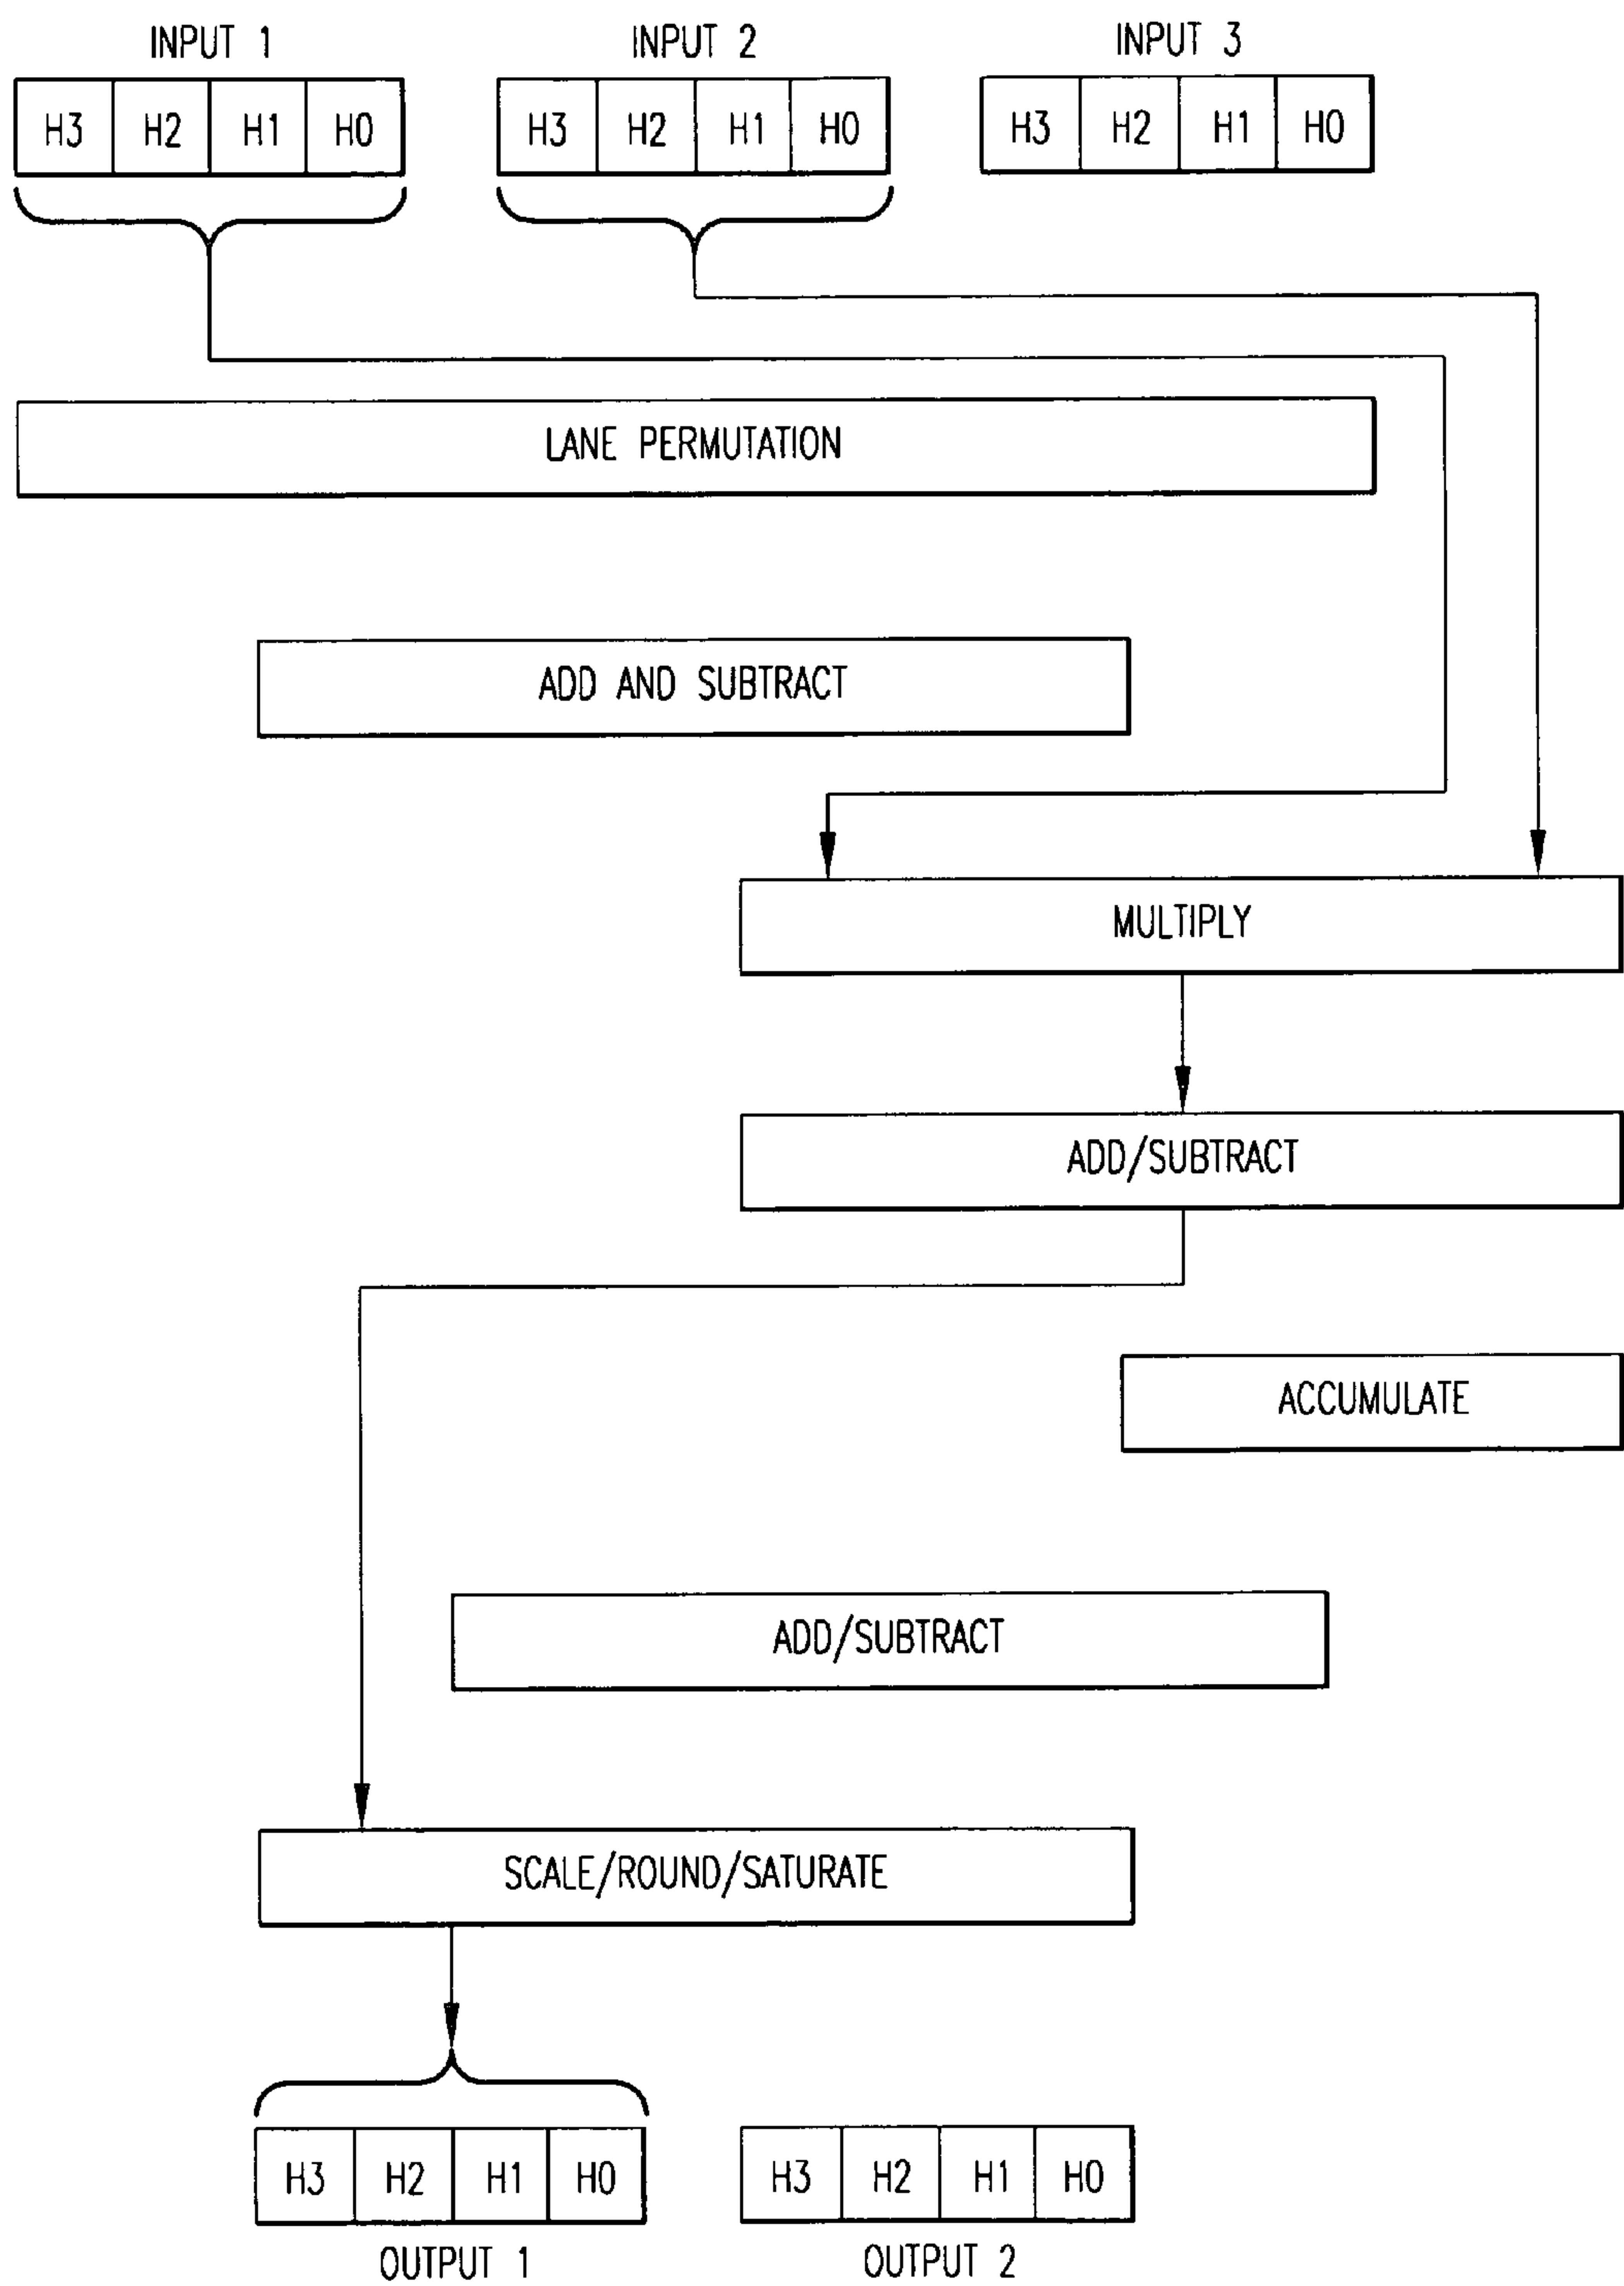 INPUT 1 INPUT 2 INPUT 3
H3 H2 H1 H0 H3 H2 H1 H0 H3 H2 H1 H0
LANE PERMUTATION
ADD AND SUBTRACT
MULTIPLY
ADD/SUBTRACT
ACCUMULATE
ADD/SUBTRACT
SCALE/ROUND/SATURATE
H3 H2 H1 H0 H3 H2 H1 H0
OUTPUT 1 OUTPUT 2